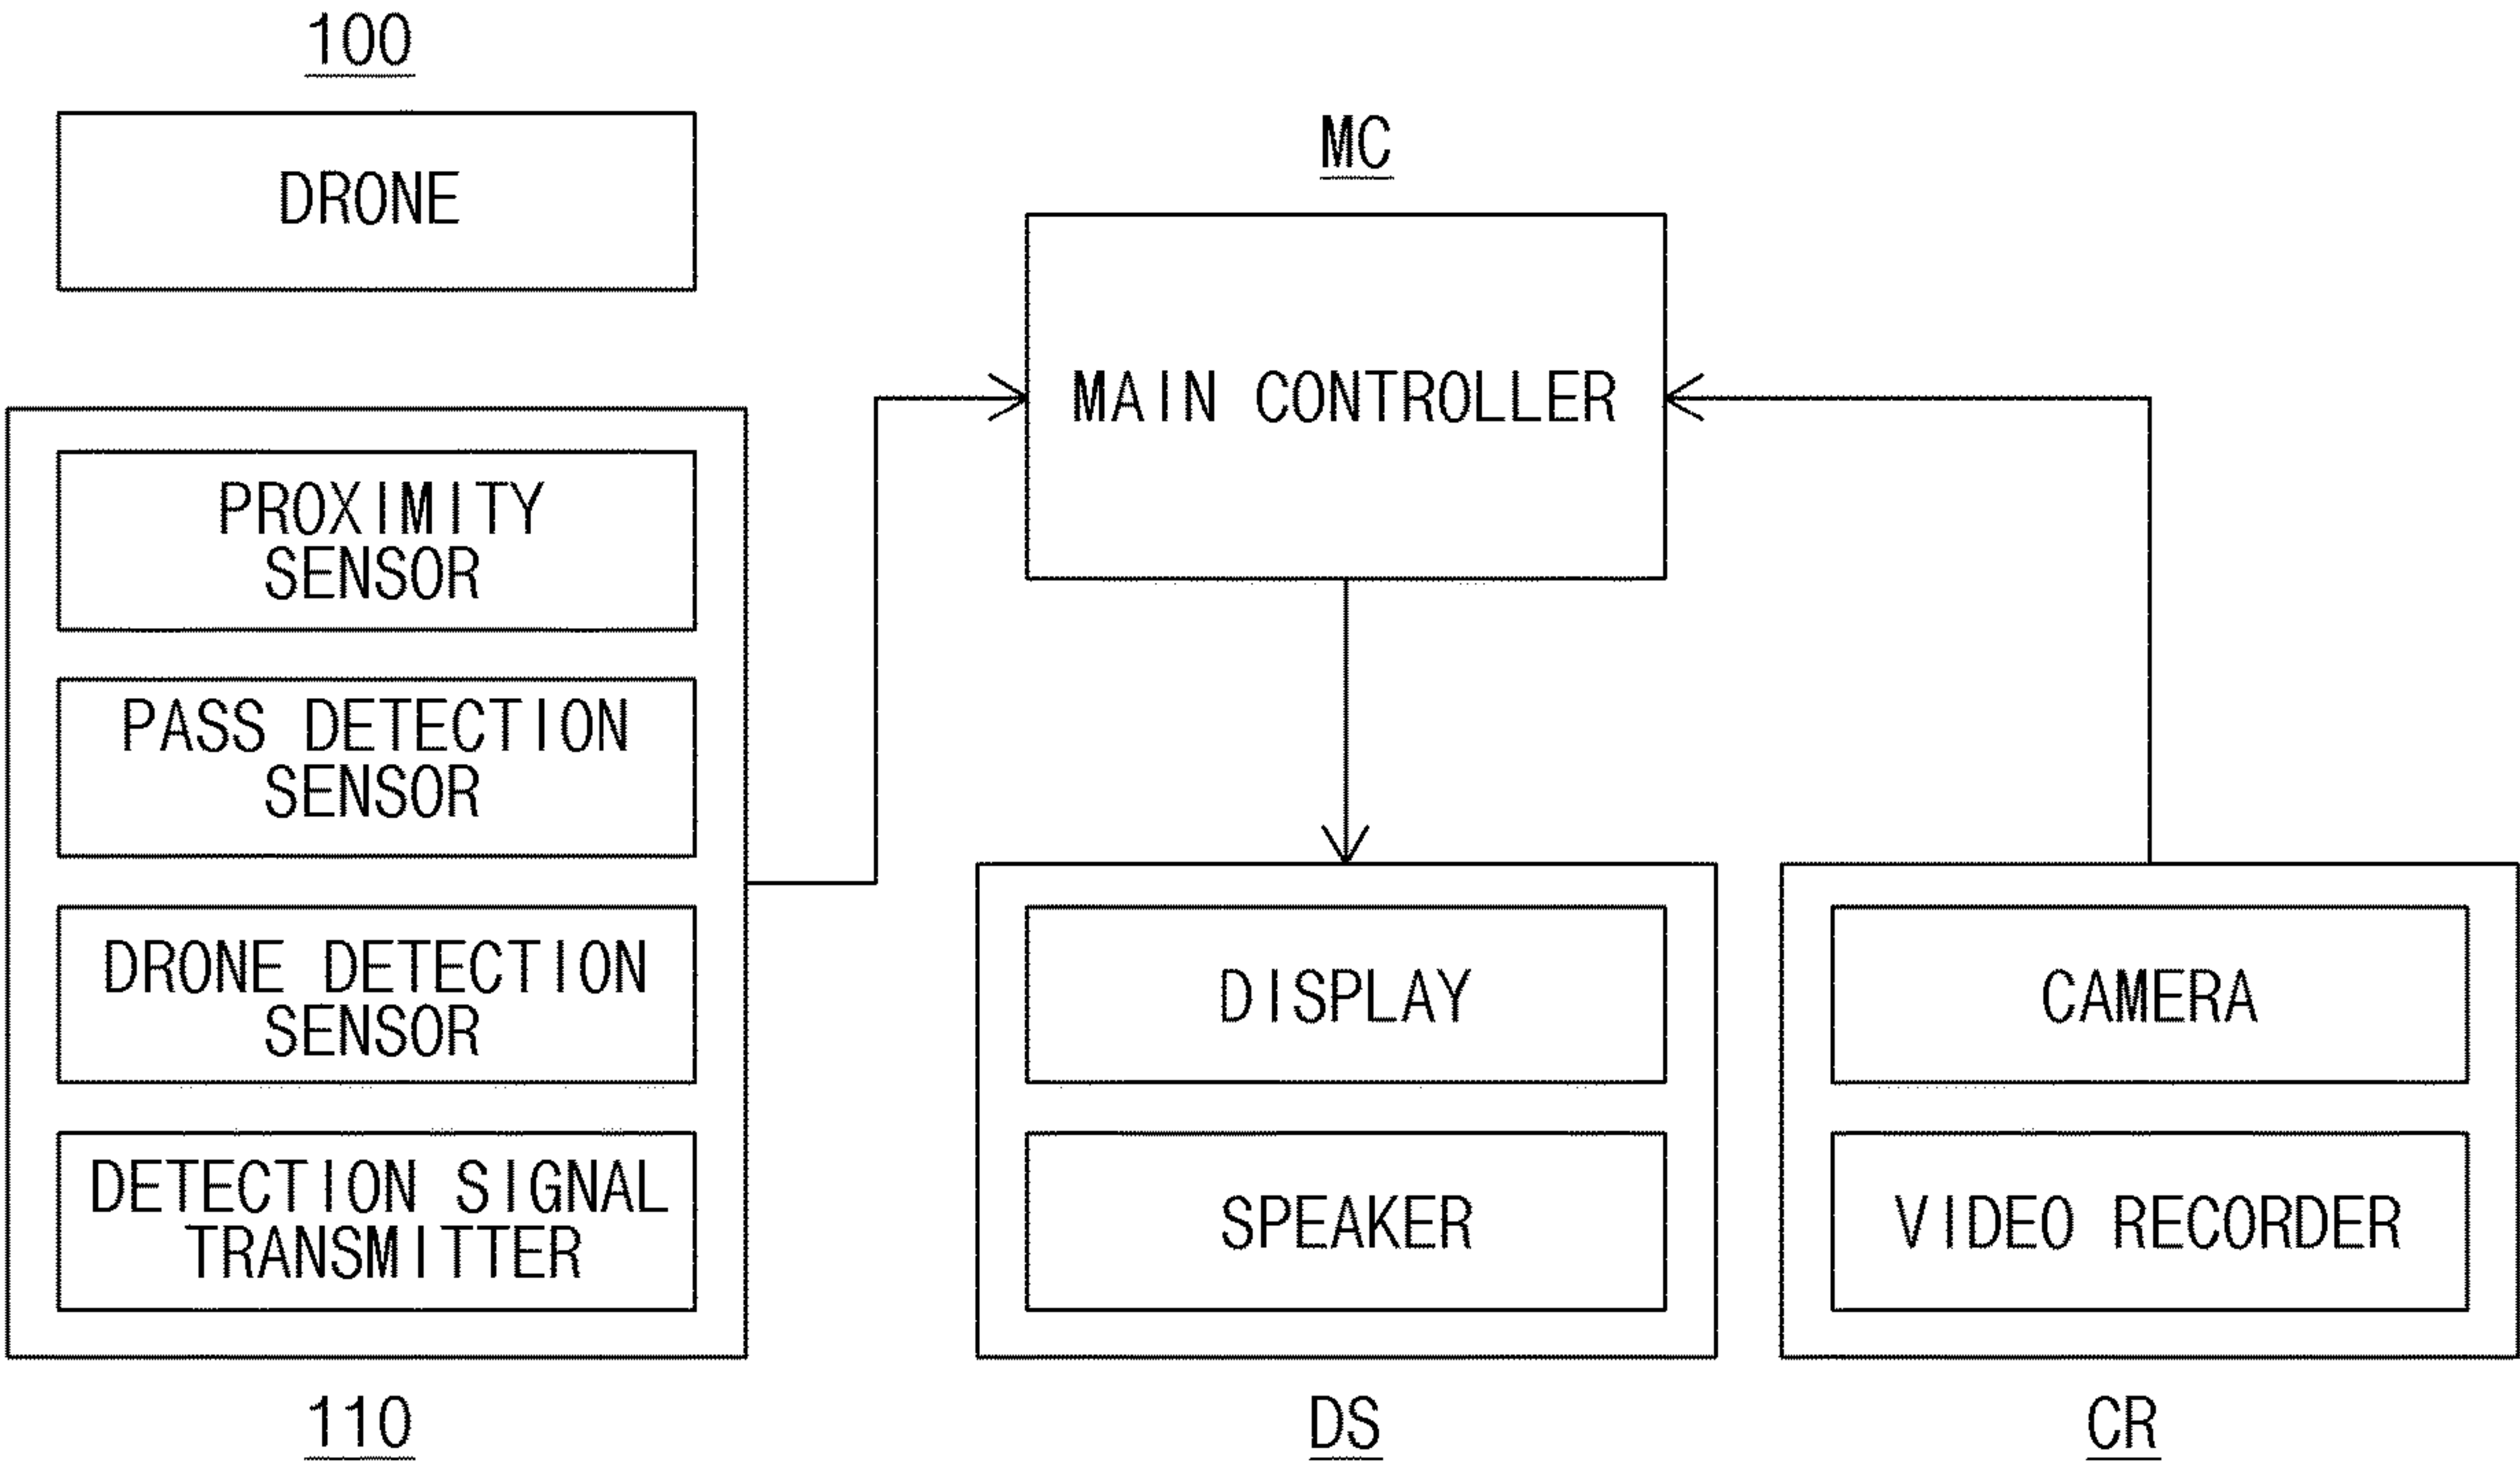 100
DRONE
MC
MAIN CONTROLLER
PROXIMITY
SENSOR
PASS DETECTION
SENSOR
DRONE DETECTION
SENSOR
DETECTION SIGNAL
TRANSMITTER
110
DISPLAY
SPEAKER
DS
CAMERA
VIDEO RECORDER
CR